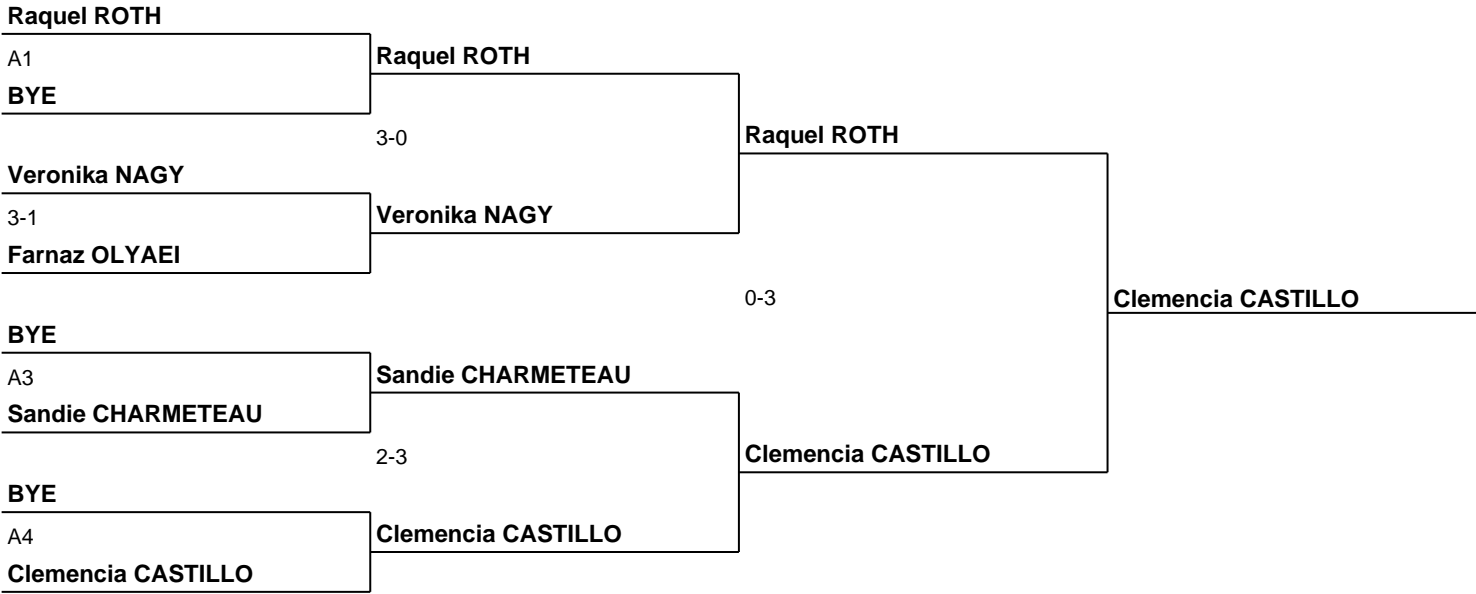 Raquel ROTH
A1
BYE
Raquel ROTH
3-0
Raquel ROTH
Veronika NAGY
3-1
Farnaz OLYAEI
Veronika NAGY
0-3
Clemencia CASTILLO
BYE
A3
Sandie CHARMETEAU
Sandie CHARMETEAU
2-3
Clemencia CASTILLO
BYE
A4
Clemencia CASTILLO
Clemencia CASTILLO